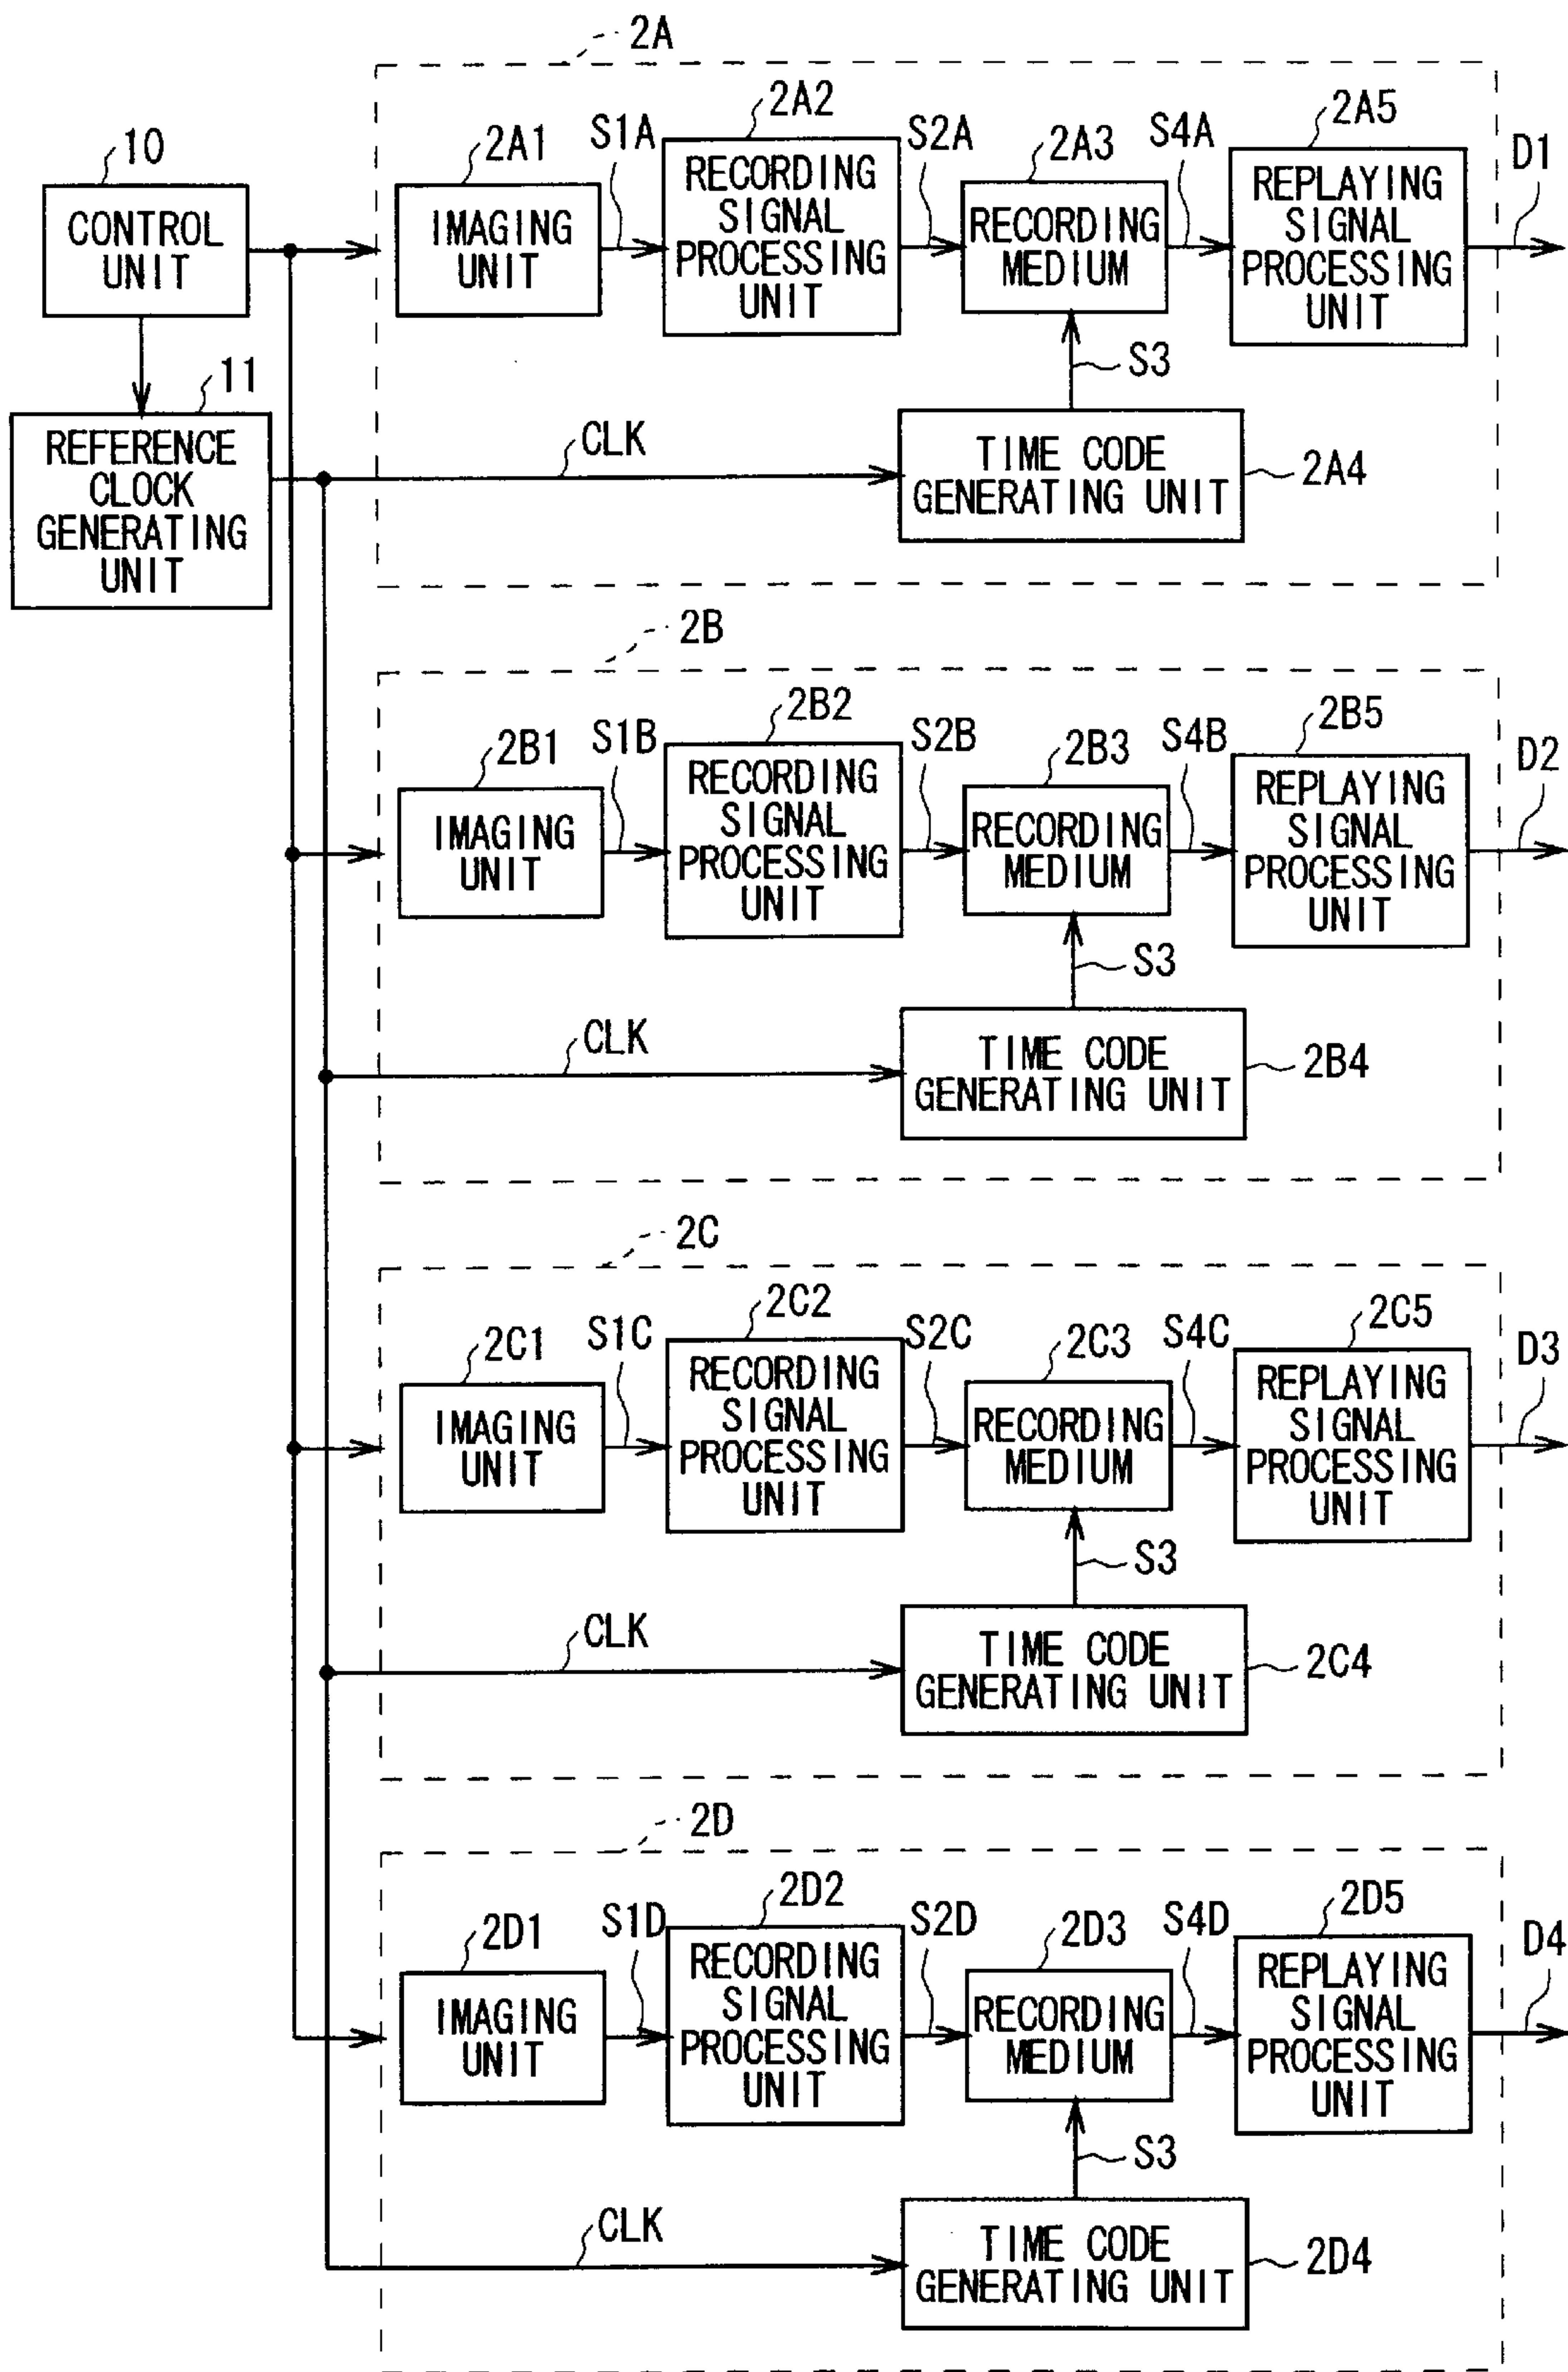 2A
10
CONTROL
UNIT
11
REFERENCE
CLOCK
GENERATING
UNIT
2A1
IMAGING
UNIT
S1A
2A2
RECORDING
SIGNAL
PROCESSING
UNIT
S2A
2A3
RECORDING
MEDIUM
S4A
2A5
REPLAYING
SIGNAL
PROCESSING
UNIT
D1
S3
CLK
TIME CODE
GENERATING UNIT
2A4
2B
2B1
IMAGING
UNIT
S1B
2B2
RECORDING
SIGNAL
PROCESSING
UNIT
S2B
2B3
RECORDING
MEDIUM
S4B
2B5
REPLAYING
SIGNAL
PROCESSING
UNIT
D2
S3
CLK
TIME CODE
GENERATING UNIT
2B4
2C
2C1
IMAGING
UNIT
S1C
2C2
RECORDING
SIGNAL
PROCESSING
UNIT
S2C
2C3
RECORDING
MEDIUM
S4C
2C5
REPLAYING
SIGNAL
PROCESSING
UNIT
D3
S3
CLK
TIME CODE
GENERATING UNIT
2C4
2D
2D1
IMAGING
UNIT
S1D
2D2
RECORDING
SIGNAL
PROCESSING
UNIT
S2D
2D3
RECORDING
MEDIUM
S4D
2D5
REPLAYING
SIGNAL
PROCESSING
UNIT
D4
S3
CLK
TIME CODE
GENERATING UNIT
2D4